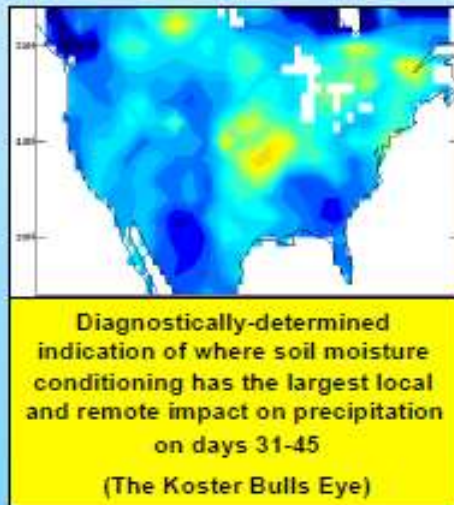 Diagnostically-determined
indication of where soil moisture
conditioning has the largest local
and remote impact on precipitation
on days 31-45
(The Koster Bulls Eye)